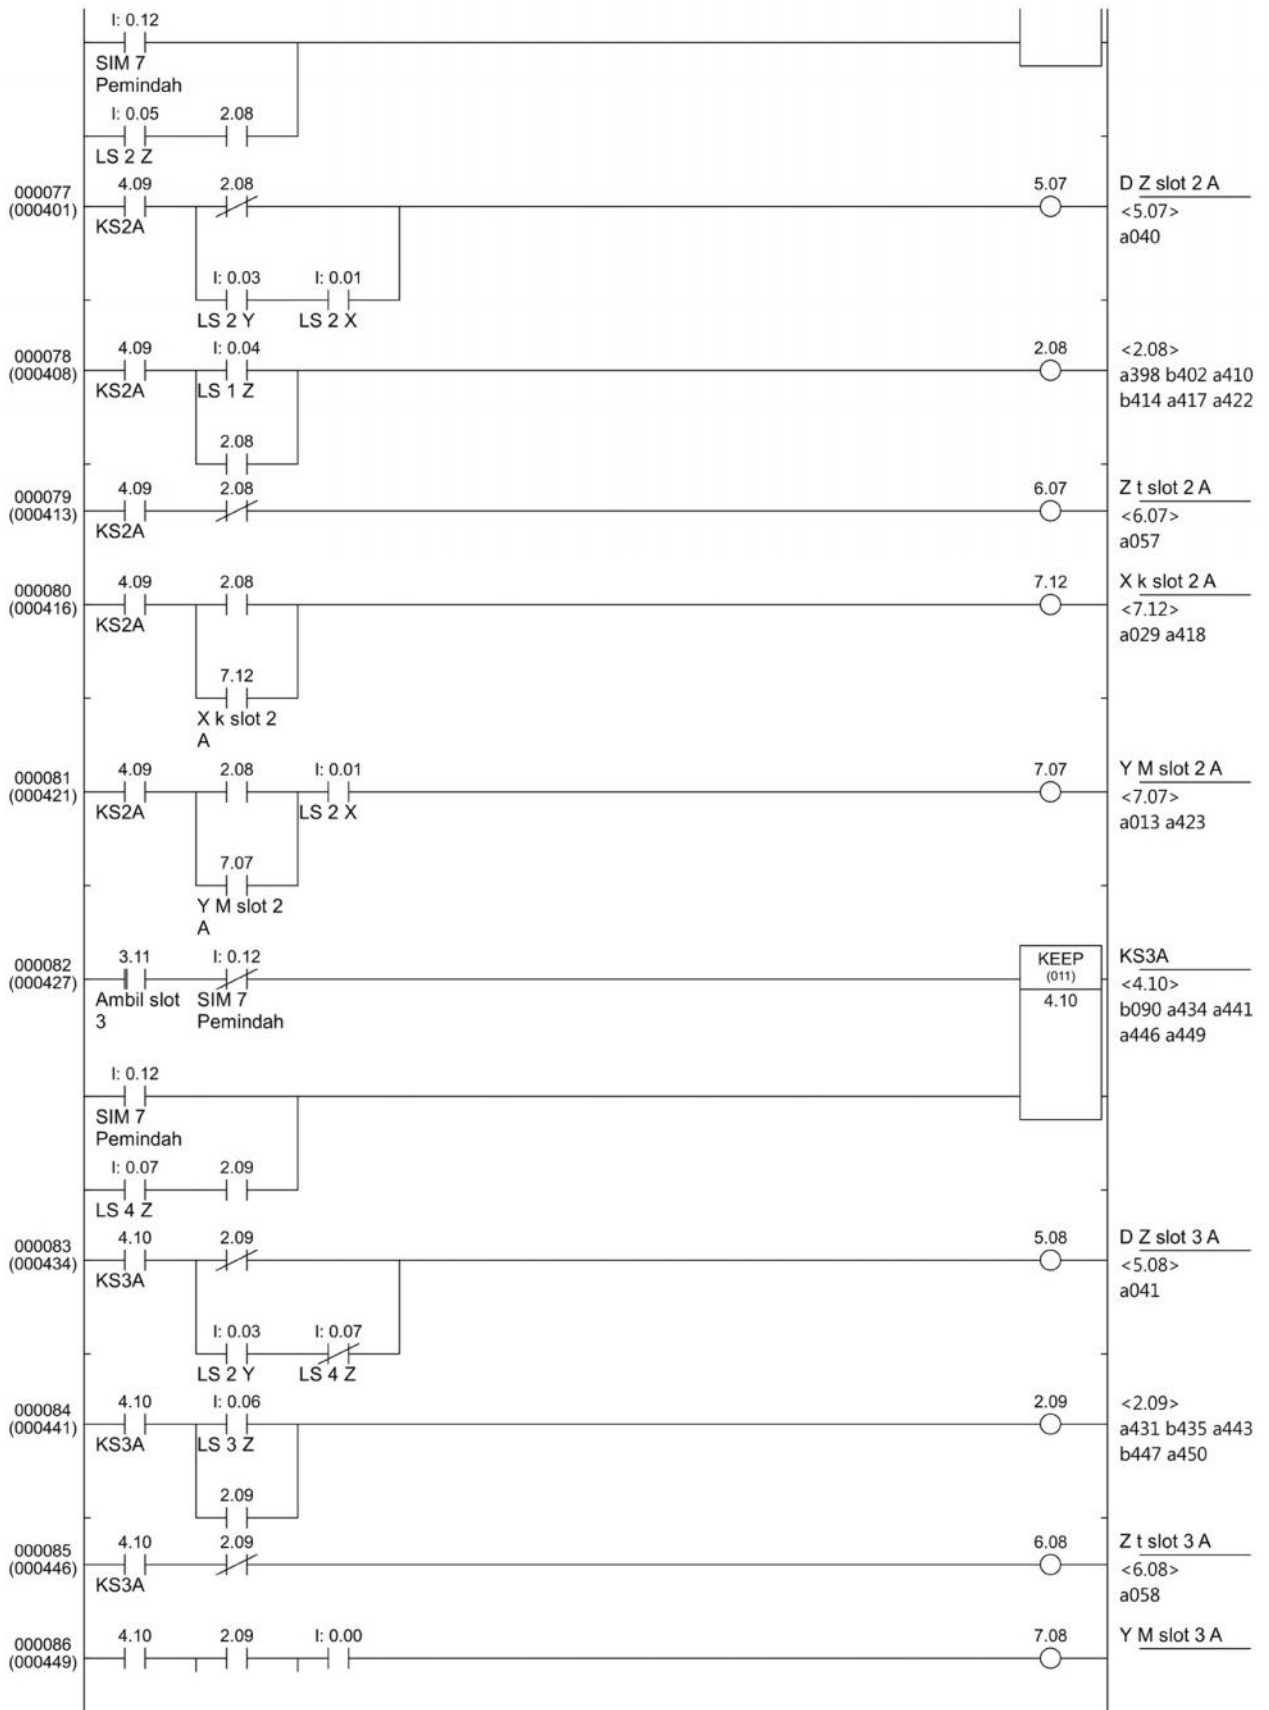 I: 0.12
SIM 7
Pemindah
I: 0.05 2.08
LS 2 Z
000077
(000401)
4.09 2.08 5.07 D Z slot 2 A
KS2A <5.07>
a040
I: 0.03 I: 0.01
LS 2 Y LS 2 X
000078
(000408)
4.09 I: 0.04 2.08 <2.08>
KS2A LS 1 Z a398 b402 a410
b414 a417 a422
2.08
000079
(000413)
4.09 2.08 6.07 Z t slot 2 A
KS2A <6.07>
a057
000080
(000416)
4.09 2.08 7.12 X k slot 2 A
KS2A <7.12>
a029 a418
7.12
X k slot 2
A
000081
(000421)
4.09 2.08 I: 0.01 7.07 Y M slot 2 A
KS2A LS 2 X <7.07>
a013 a423
7.07
Y M slot 2
A
000082
(000427)
3.11 I: 0.12 KEEP KS3A
(011) <4.10>
Ambil slot SIM 7 4.10 b090 a434 a441
3 Pemindah a446 a449
I: 0.12
SIM 7
Pemindah
I: 0.07 2.09
LS 4 Z
000083
(000434)
4.10 2.09 5.08 D Z slot 3 A
KS3A <5.08>
a041
I: 0.03 I: 0.07
LS 2 Y LS 4 Z
000084
(000441)
4.10 I: 0.06 2.09 <2.09>
KS3A LS 3 Z a431 b435 a443
b447 a450
2.09
000085
(000446)
4.10 2.09 6.08 Z t slot 3 A
KS3A <6.08>
a058
000086
(000449)
4.10 2.09 I: 0.00 7.08 Y M slot 3 A